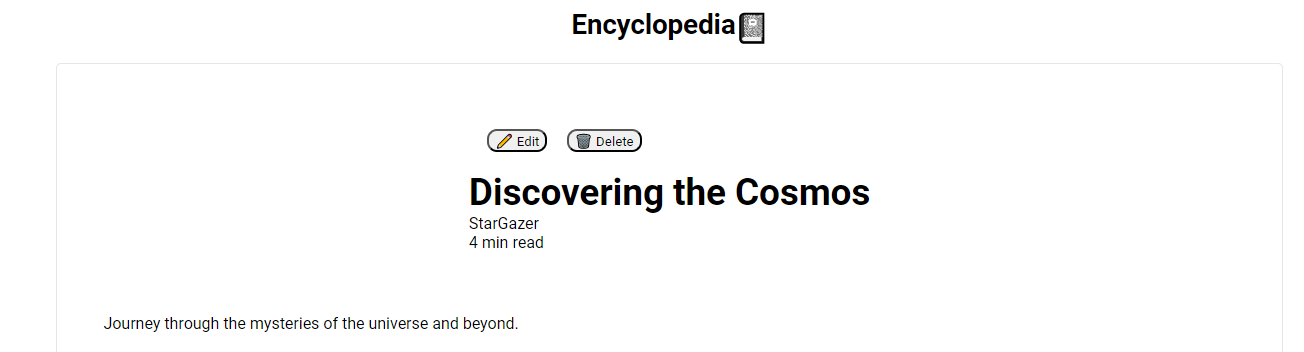 Encyclopedia
Edit Delete
Discovering the Cosmos
StarGazer
4 min read
Journey through the mysteries of the universe and beyond.